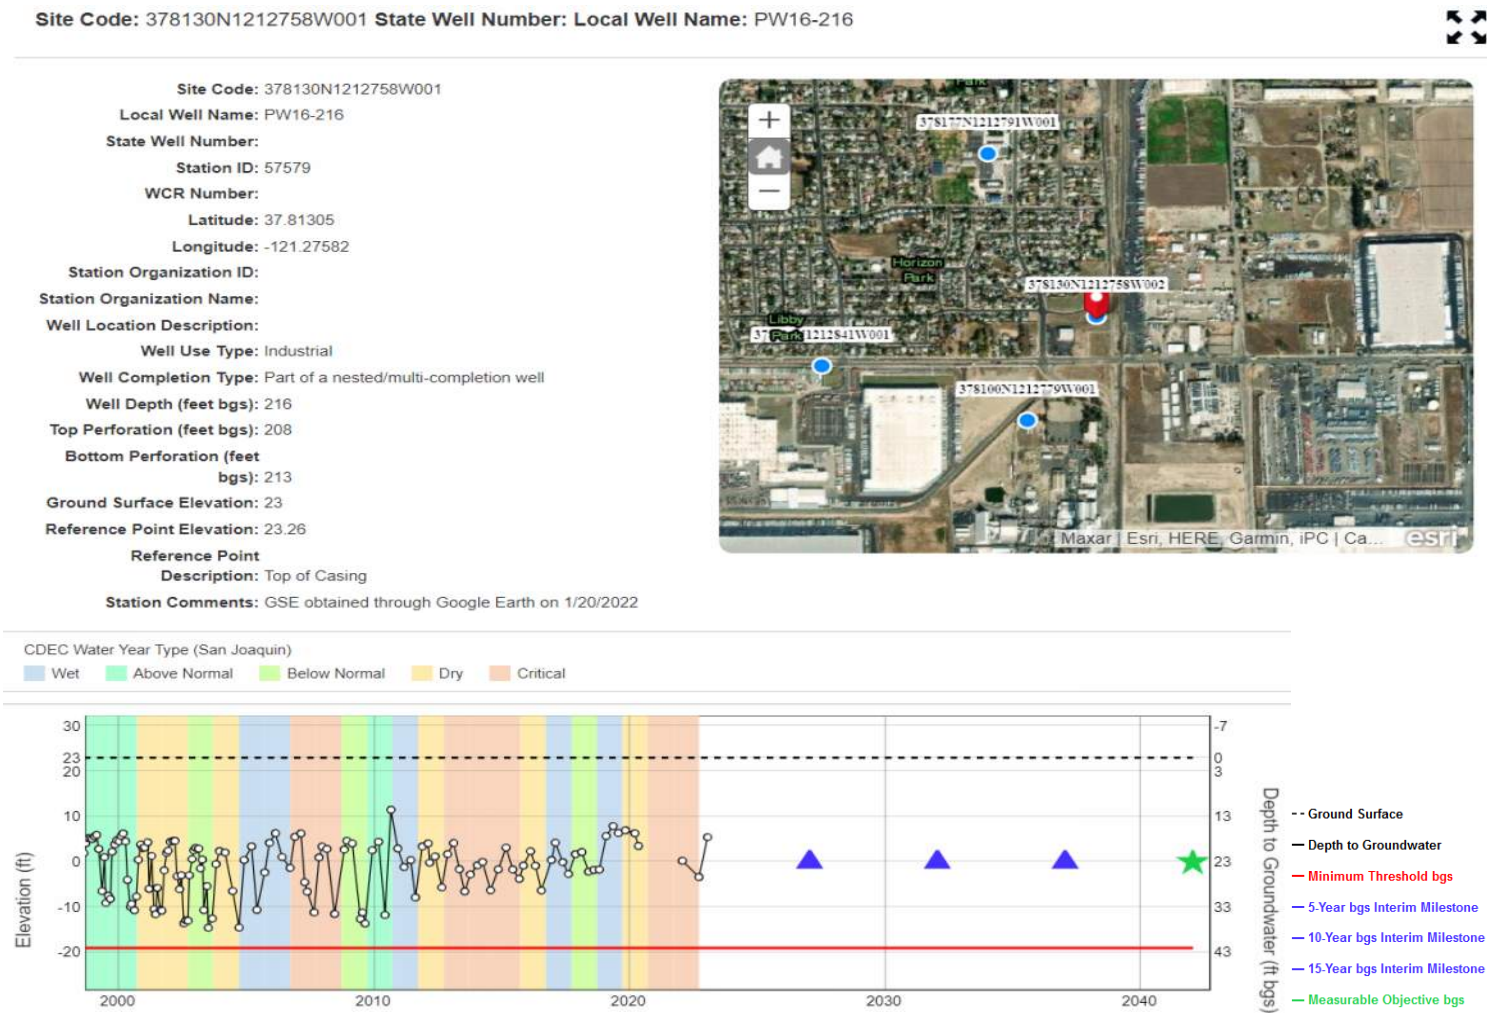 Site Code: 378130N1212758W001 State Well Number: Local Well Name: PW16-216
Site Code: 378130N1212758W001
Local Well Name: PW16-216
State Well Number:
Station ID: 57579
WCR Number:
Latitude: 37.81305
Longitude: -121.27582
Station Organization ID:
Station Organization Name:
Well Location Description:
Well Use Type: Industrial
Well Completion Type: Part of a nested/multi-completion well
Well Depth (feet bgs): 216
Top Perforation (feet bgs): 208
Bottom Perforation (feet
bgs): 213
Ground Surface Elevation: 23
Reference Point Elevation: 23.26
Reference Point
Description: Top of Casing
Station Comments: GSE obtained through Google Earth on 1/20/2022
Park
+
−
378177N1212791W001
Horizon
Park
378130N1212758W002
Libby
37 Park 1212841W001
378100N1212779W001
Maxar | Esri, HERE, Garmin, iPC | Ca...
esri
CDEC Water Year Type (San Joaquin)
Wet Above Normal Below Normal Dry Critical
30
23
20
10
0
-10
-20
Elevation (ft)
2000 2010 2020 2030 2040
-7
0
3
13
23
33
43
Depth to Groundwater (ft bgs)
Ground Surface
Depth to Groundwater
Minimum Threshold bgs
5-Year bgs Interim Milestone
10-Year bgs Interim Milestone
15-Year bgs Interim Milestone
Measurable Objective bgs